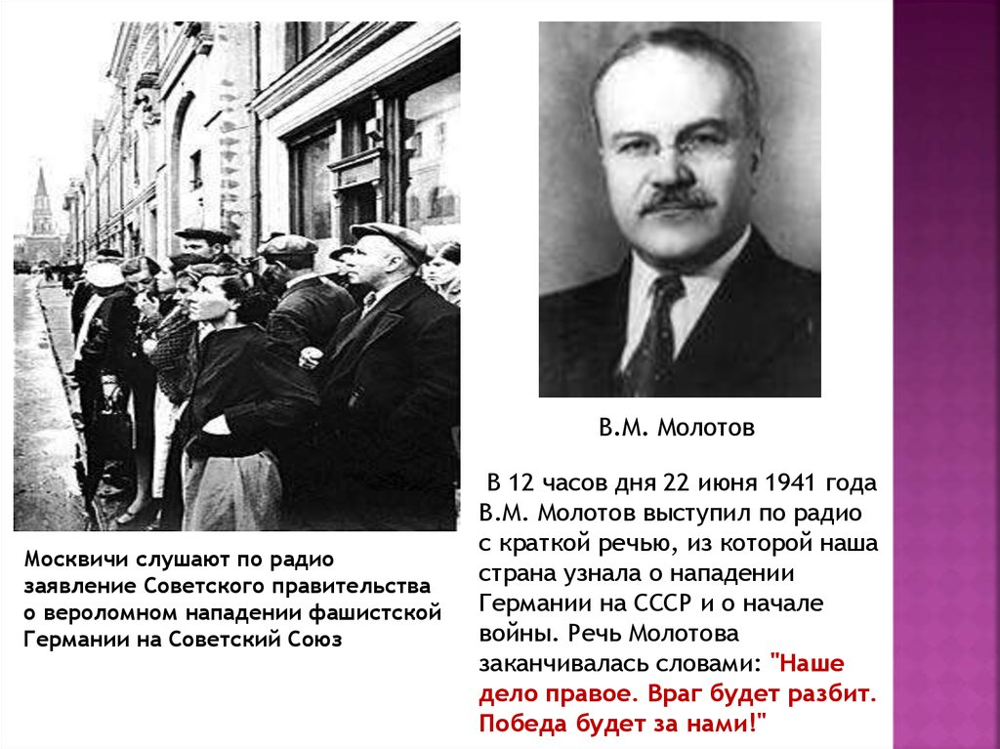 Москвичи слушают по радио
заявление Советского правительства
о вероломном нападении фашистской
Германии на Советский Союз
В.М. Молотов
В 12 часов дня 22 июня 1941 года
В.М. Молотов выступил по радио
с краткой речью, из которой наша
страна узнала о нападении
Германии на СССР и о начале
войны. Речь Молотова
заканчивалась словами: "Наше
дело правое. Враг будет разбит.
Победа будет за нами!"